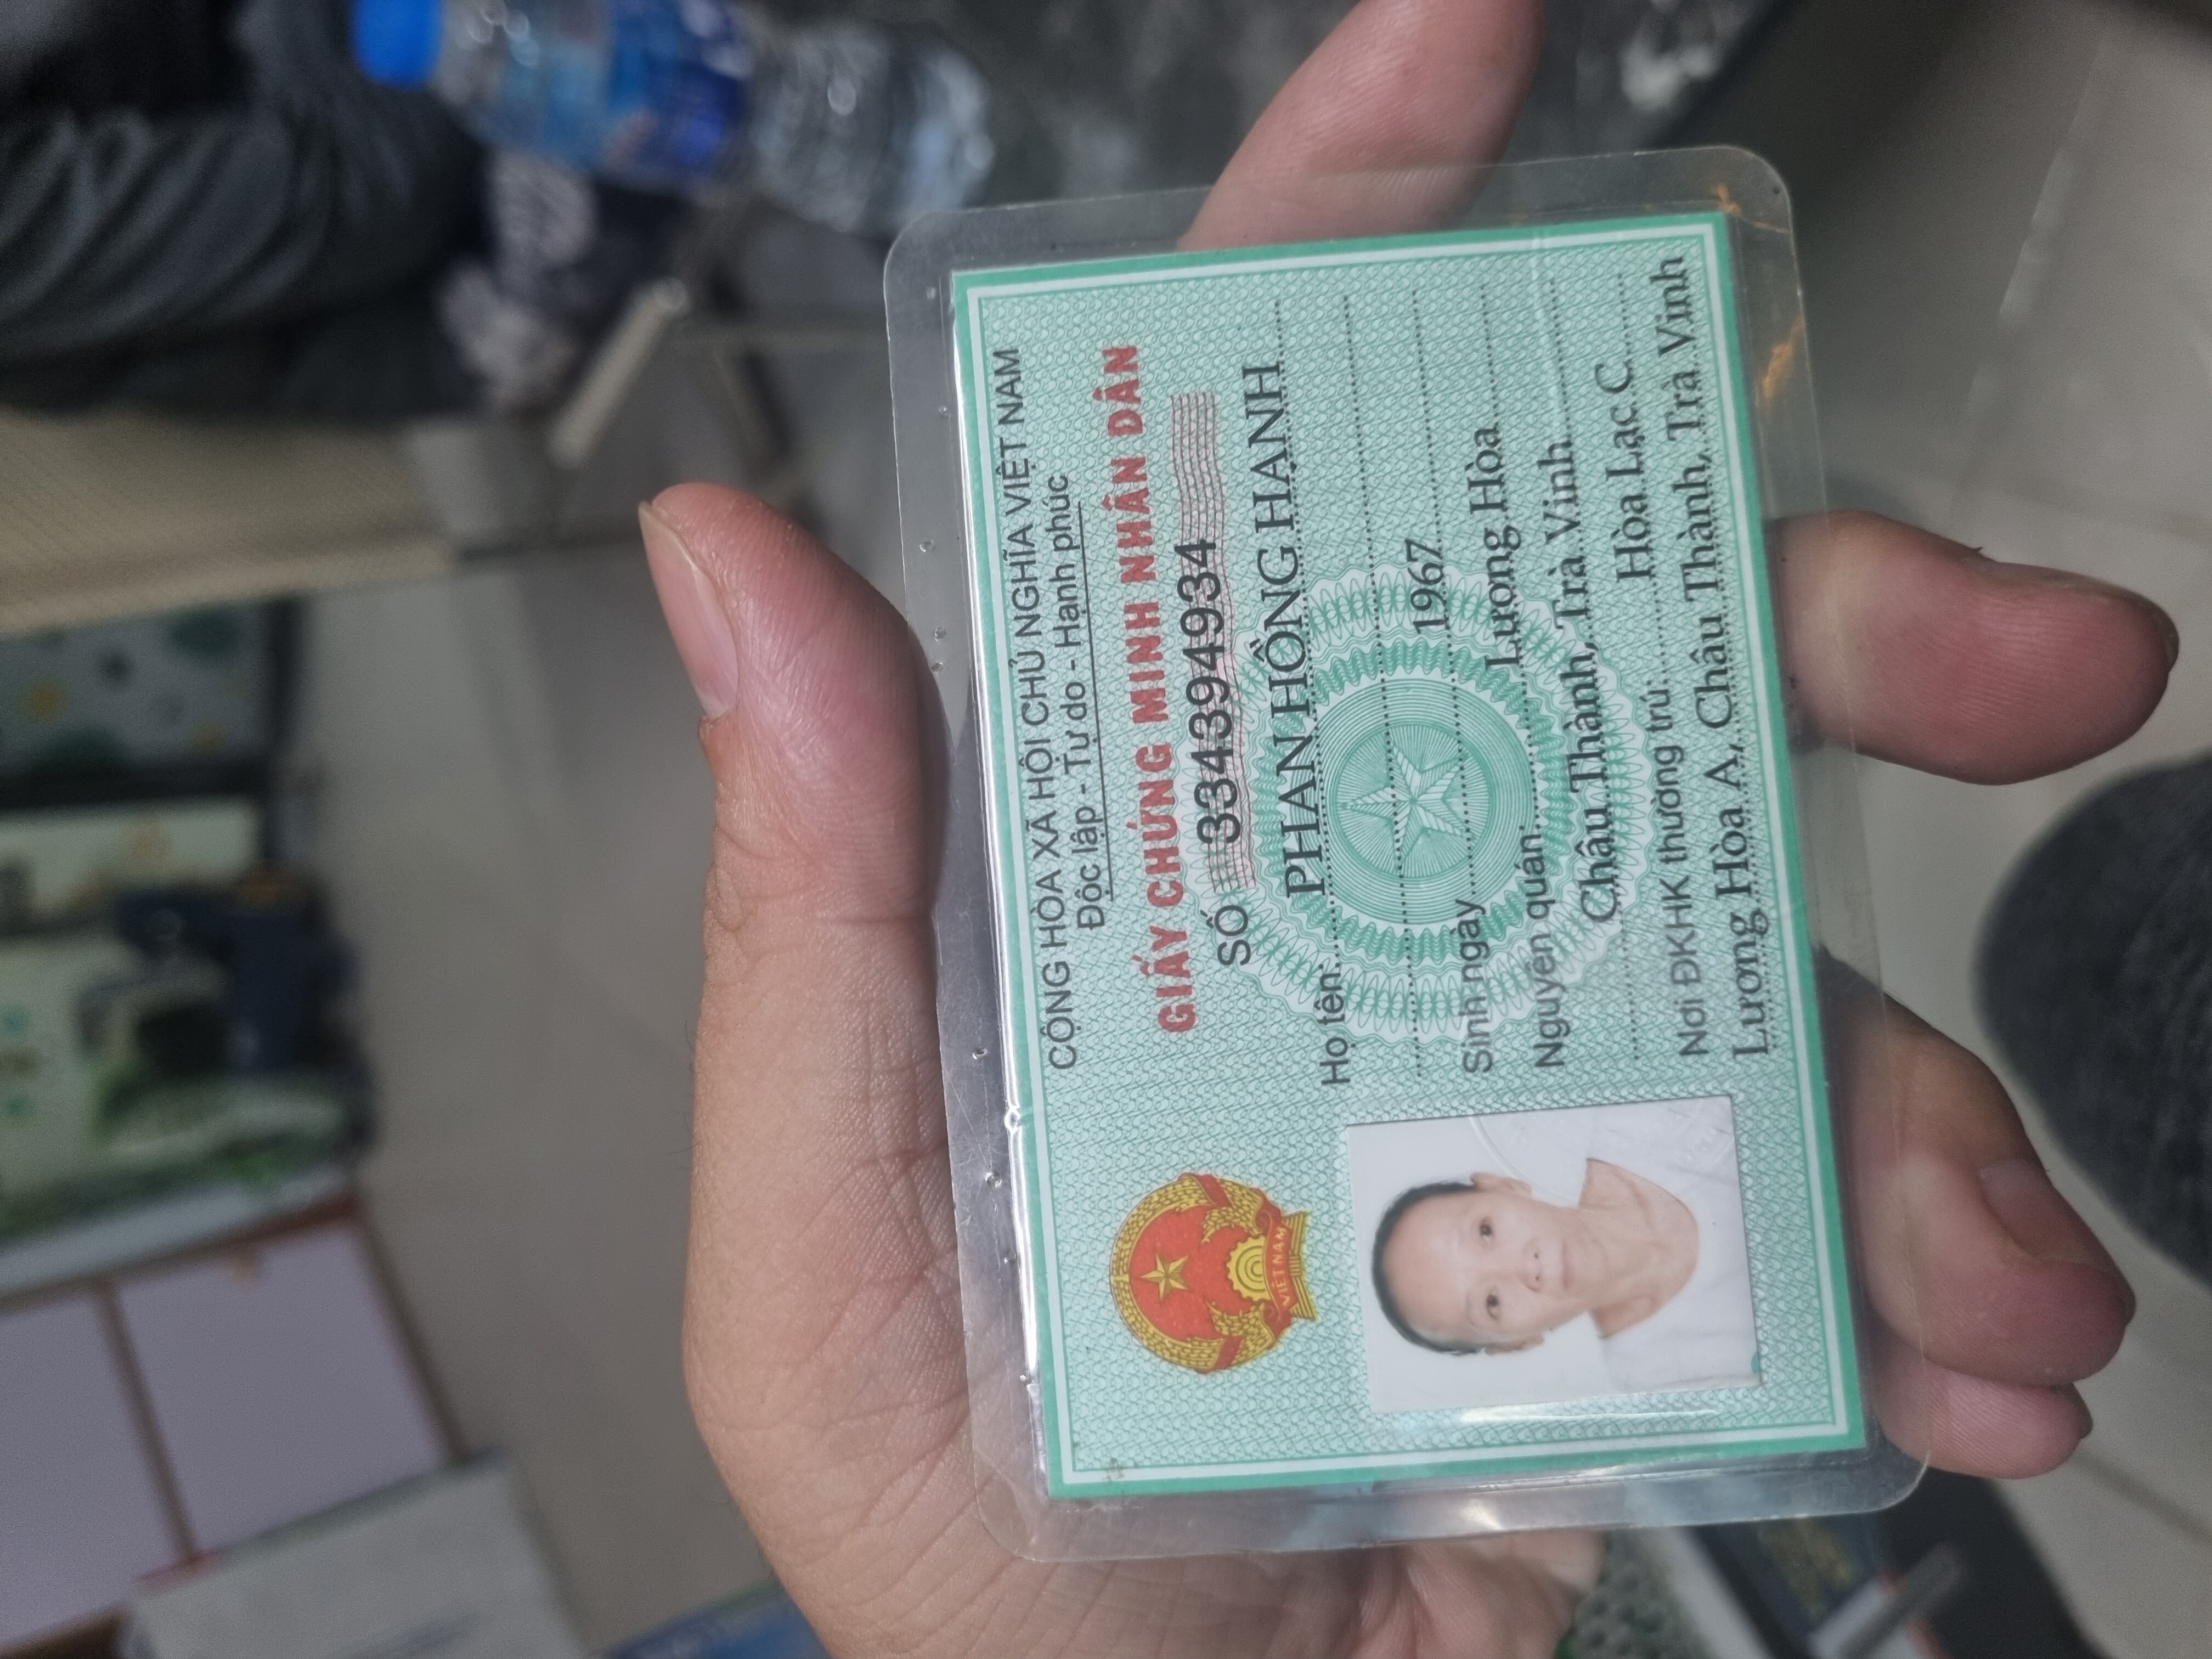 CỘNG HÒA XÃ HỘI CHỦ NGHĨA VIỆT NAM
Độc lập - Tự do - Hạnh phúc
GIẤY CHỨNG MINH NHÂN DÂN
SỐ 334394934
Họ tên PHAN HỒNG HẠNH
Sinh ngày 1967
Nguyên quán Lương Hòa
Châu Thành, Trà Vinh
Nơi ĐKHK thường trú Hòa Lạc C
Lương Hòa A, Châu Thành, Trà Vinh
VIỆT NAM